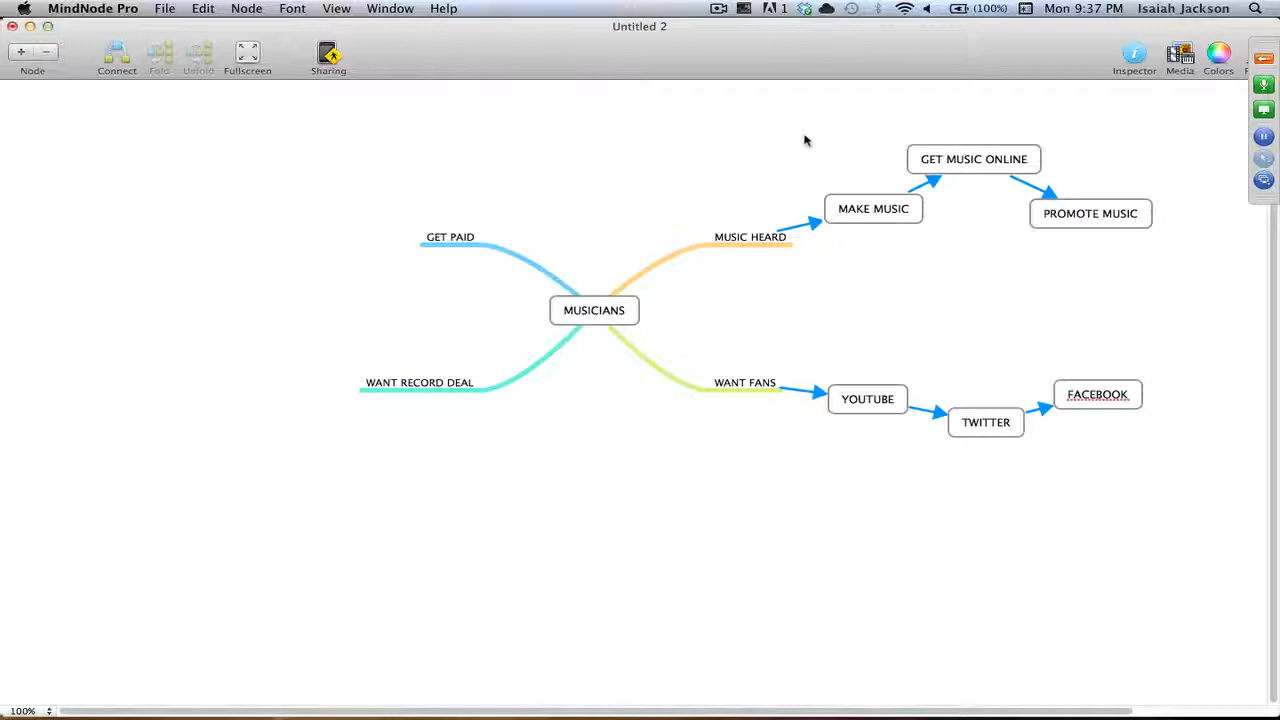 MindNode Pro File Edit Node Font View Window Help 1 (100%) Mon 9:37 PM Isaiah Jackson
Untitled 2
Node Connect Fold Unfold Fullscreen Sharing Inspector Media Colors
GET MUSIC ONLINE
MAKE MUSIC
PROMOTE MUSIC
GET PAID
MUSIC HEARD
MUSICIANS
WANT RECORD DEAL
WANT FANS
YOUTUBE
FACEBOOK
TWITTER
100%